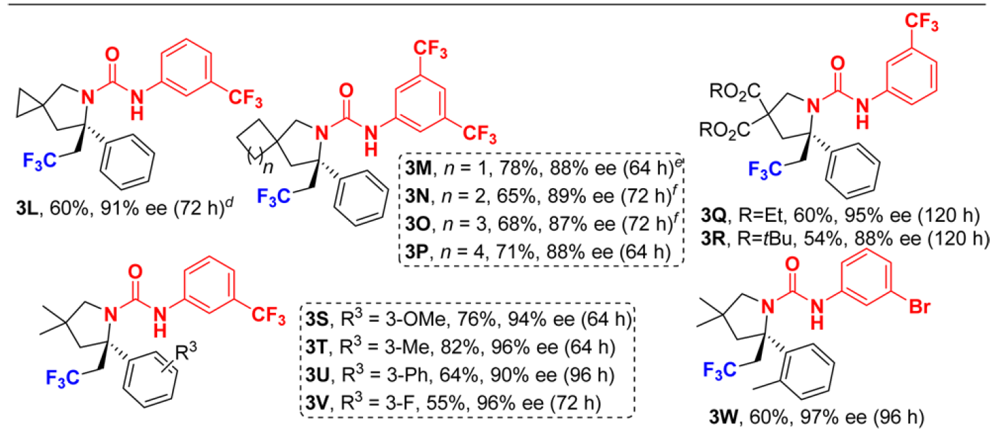 O
N
N
H
CF₃
F₃C
3L, 60%, 91% ee (72 h)ᵈ
CF₃
O
N
N
H
CF₃
n
F₃C
3M, n = 1, 78%, 88% ee (64 h)ᵉ
3N, n = 2, 65%, 89% ee (72 h)ᶠ
3O, n = 3, 68%, 87% ee (72 h)ᶠ
3P, n = 4, 71%, 88% ee (64 h)
CF₃
O
RO₂C
N
N
H
RO₂C
F₃C
3Q, R=Et, 60%, 95% ee (120 h)
3R, R=tBu, 54%, 88% ee (120 h)
O
N
N
H
CF₃
R³
F₃C
3S, R³ = 3-OMe, 76%, 94% ee (64 h)
3T, R³ = 3-Me, 82%, 96% ee (64 h)
3U, R³ = 3-Ph, 64%, 90% ee (96 h)
3V, R³ = 3-F, 55%, 96% ee (72 h)
O
N
N
H
Br
F₃C
3W, 60%, 97% ee (96 h)